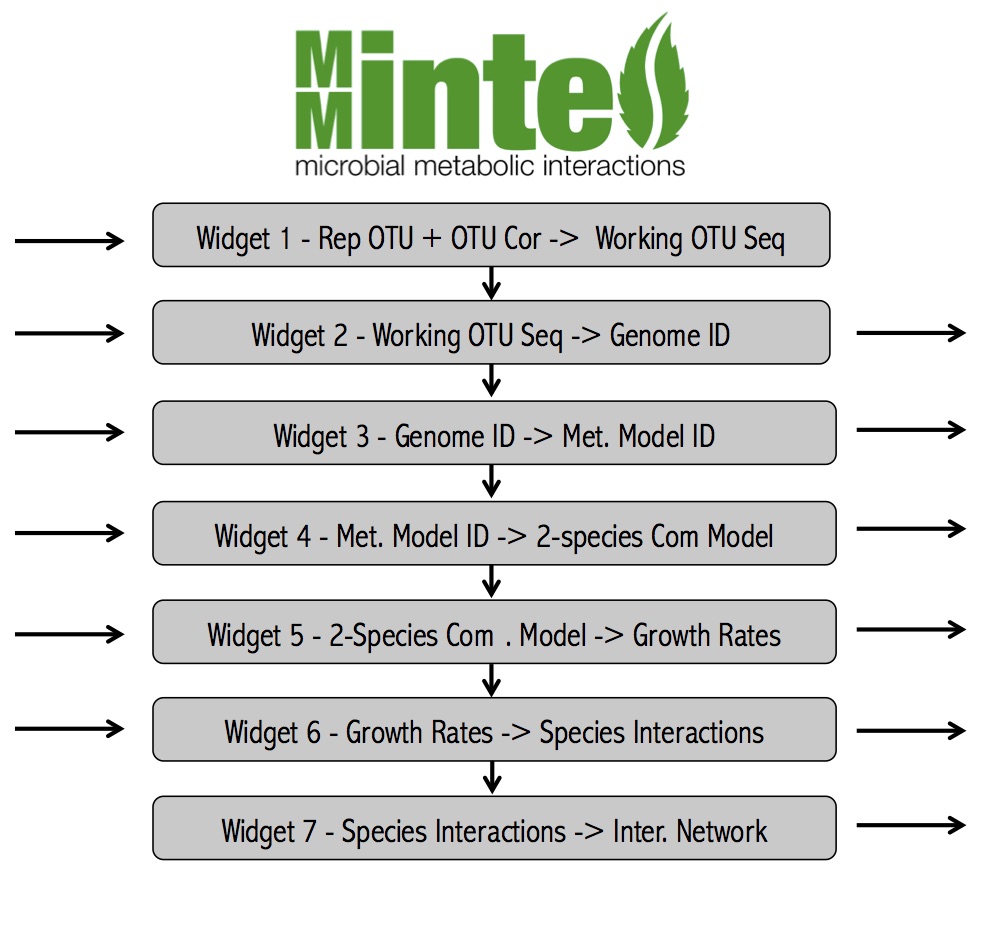 MMinte
microbial metabolic interactions
Widget 1 - Rep OTU + OTU Cor -> Working OTU Seq
Widget 2 - Working OTU Seq -> Genome ID
Widget 3 - Genome ID -> Met. Model ID
Widget 4 - Met. Model ID -> 2-species Com Model
Widget 5 - 2-Species Com . Model -> Growth Rates
Widget 6 - Growth Rates -> Species Interactions
Widget 7 - Species Interactions -> Inter. Network